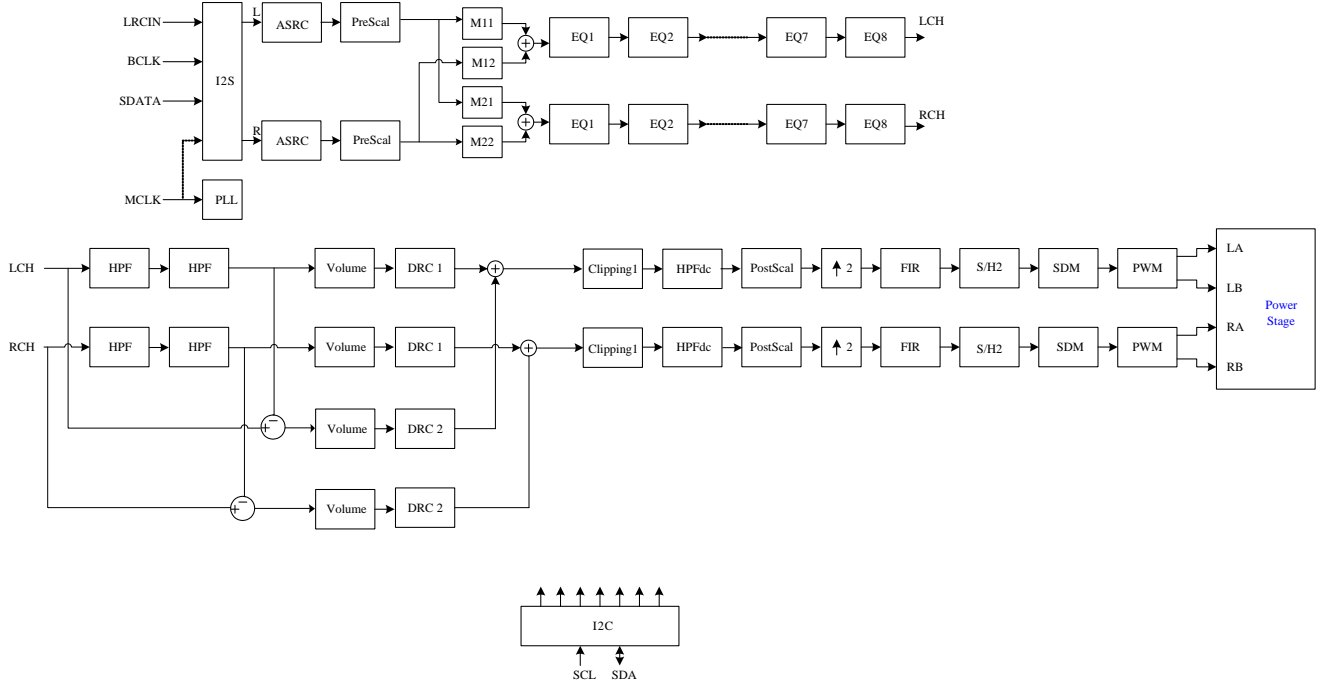 LRCIN
BCLK
SDATA
MCLK
I2S
PLL
L
ASRC
PreScal
R
ASRC
PreScal
M11
M12
M21
M22
+
EQ1
EQ2
EQ7
EQ8
LCH
+
EQ1
EQ2
EQ7
EQ8
RCH
LCH
HPF
HPF
Volume
DRC 1
+
Clipping1
HPFdc
PostScal
↑ 2
FIR
S/H2
SDM
PWM
LA
LB
RCH
HPF
HPF
Volume
DRC 1
+
Clipping1
HPFdc
PostScal
↑ 2
FIR
S/H2
SDM
PWM
RA
RB
Power
Stage
+ −
Volume
DRC 2
+ −
Volume
DRC 2
I2C
SCL
SDA